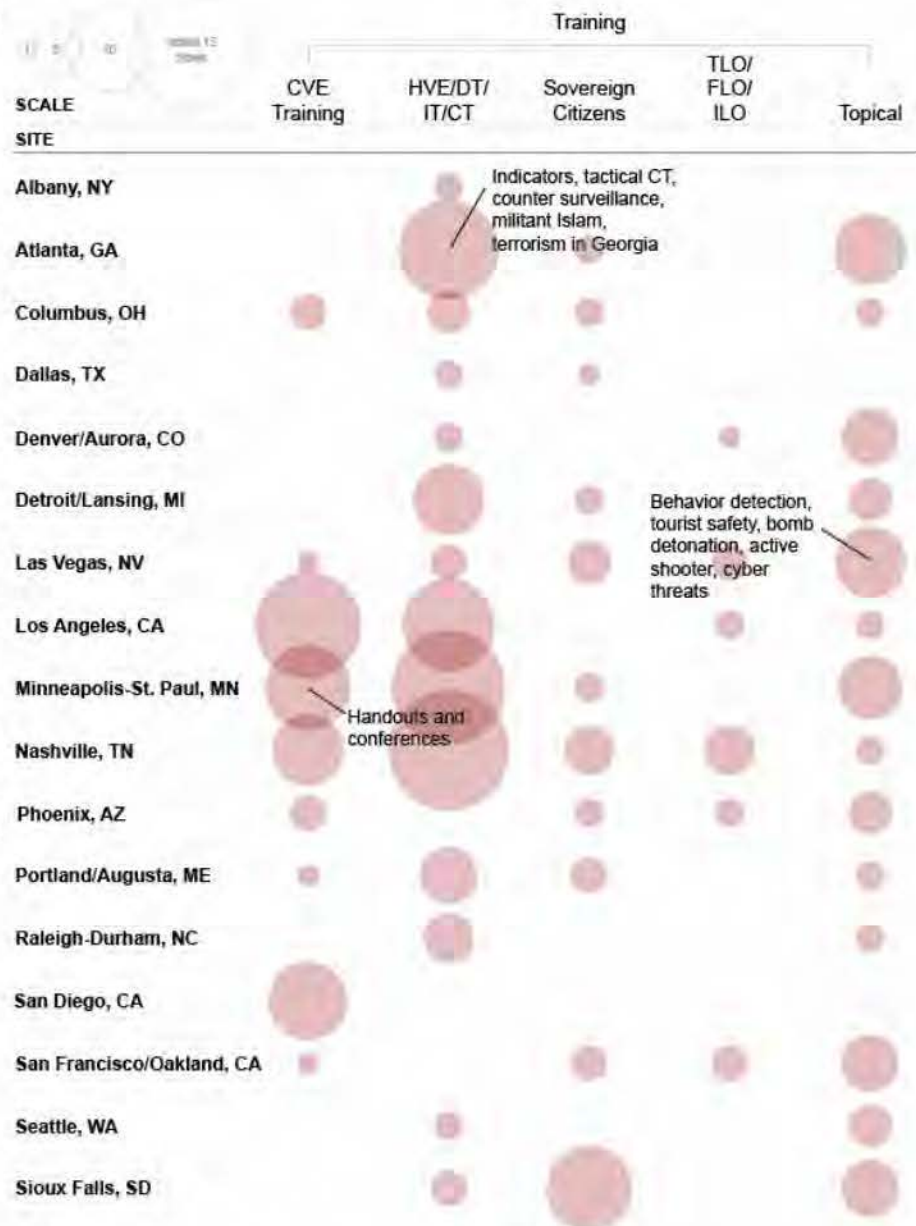 Training
CVE
Training
HVE/DT/
IT/CT
Sovereign
Citizens
TLO/
FLO/
ILO
Topical
SCALE
SITE
Albany, NY
Indicators, tactical CT,
counter surveillance,
militant Islam,
terrorism in Georgia
Atlanta, GA
Columbus, OH
Dallas, TX
Denver/Aurora, CO
Detroit/Lansing, MI
Behavior detection,
tourist safety, bomb
detonation, active
shooter, cyber
threats
Las Vegas, NV
Los Angeles, CA
Minneapolis-St. Paul, MN
Handouts and
conferences
Nashville, TN
Phoenix, AZ
Portland/Augusta, ME
Raleigh-Durham, NC
San Diego, CA
San Francisco/Oakland, CA
Seattle, WA
Sioux Falls, SD